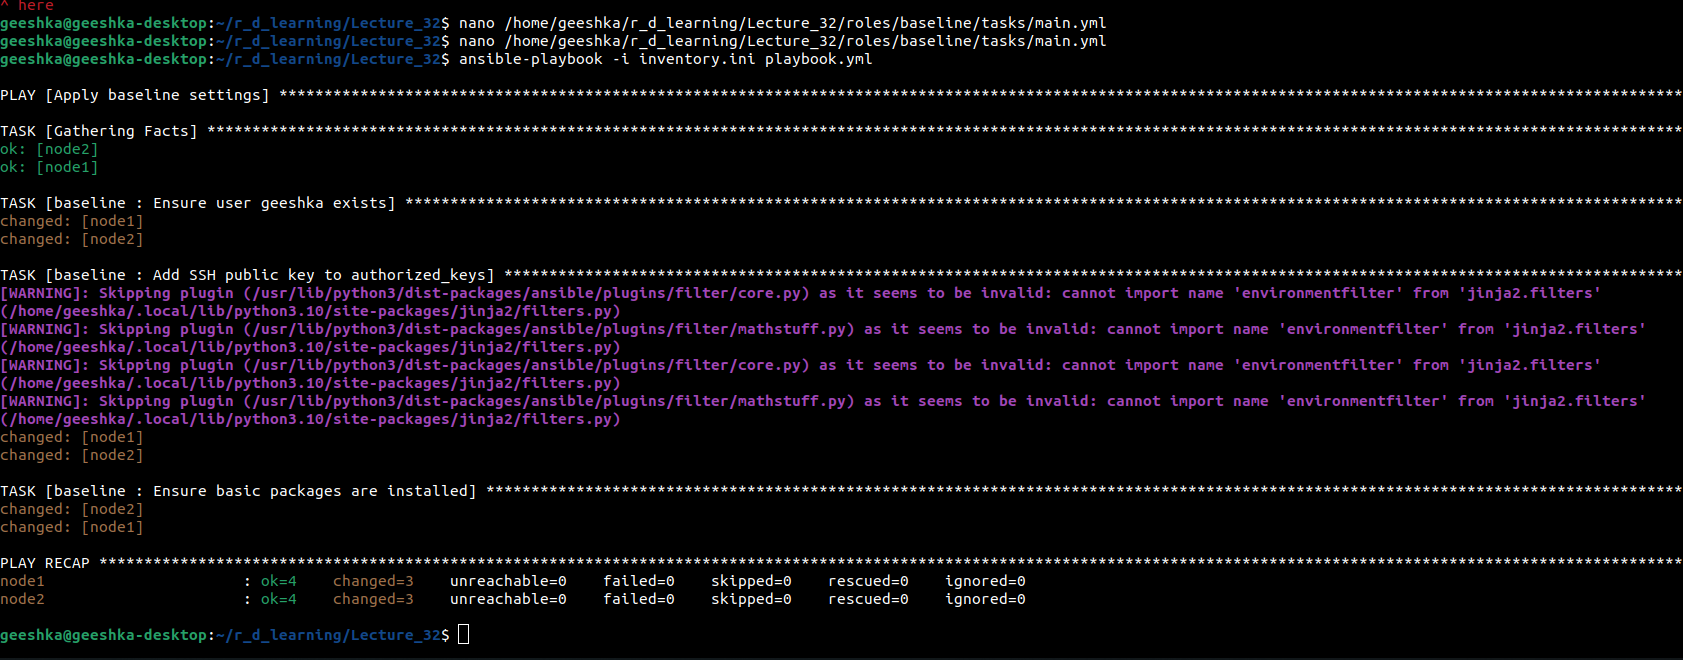 ^ here
geeshka@geeshka-desktop:~/r_d_learning/Lecture_32$ nano /home/geeshka/r_d_learning/Lecture_32/roles/baseline/tasks/main.yml
geeshka@geeshka-desktop:~/r_d_learning/Lecture_32$ nano /home/geeshka/r_d_learning/Lecture_32/roles/baseline/tasks/main.yml
geeshka@geeshka-desktop:~/r_d_learning/Lecture_32$ ansible-playbook -i inventory.ini playbook.yml
PLAY [Apply baseline settings] ************************************************************************************************************************************************************
TASK [Gathering Facts] ********************************************************************************************************************************************************************
ok: [node2]
ok: [node1]
TASK [baseline : Ensure user geeshka exists] **********************************************************************************************************************************************
changed: [node1]
changed: [node2]
TASK [baseline : Add SSH public key to authorized_keys] ***********************************************************************************************************************************
[WARNING]: Skipping plugin (/usr/lib/python3/dist-packages/ansible/plugins/filter/core.py) as it seems to be invalid: cannot import name 'environmentfilter' from 'jinja2.filters'
(/home/geeshka/.local/lib/python3.10/site-packages/jinja2/filters.py)
[WARNING]: Skipping plugin (/usr/lib/python3/dist-packages/ansible/plugins/filter/mathstuff.py) as it seems to be invalid: cannot import name 'environmentfilter' from 'jinja2.filters'
(/home/geeshka/.local/lib/python3.10/site-packages/jinja2/filters.py)
[WARNING]: Skipping plugin (/usr/lib/python3/dist-packages/ansible/plugins/filter/core.py) as it seems to be invalid: cannot import name 'environmentfilter' from 'jinja2.filters'
(/home/geeshka/.local/lib/python3.10/site-packages/jinja2/filters.py)
[WARNING]: Skipping plugin (/usr/lib/python3/dist-packages/ansible/plugins/filter/mathstuff.py) as it seems to be invalid: cannot import name 'environmentfilter' from 'jinja2.filters'
(/home/geeshka/.local/lib/python3.10/site-packages/jinja2/filters.py)
changed: [node1]
changed: [node2]
TASK [baseline : Ensure basic packages are installed] *************************************************************************************************************************************
changed: [node2]
changed: [node1]
PLAY RECAP ********************************************************************************************************************************************************************************
node1                      : ok=4    changed=3    unreachable=0    failed=0    skipped=0    rescued=0    ignored=0
node2                      : ok=4    changed=3    unreachable=0    failed=0    skipped=0    rescued=0    ignored=0
geeshka@geeshka-desktop:~/r_d_learning/Lecture_32$